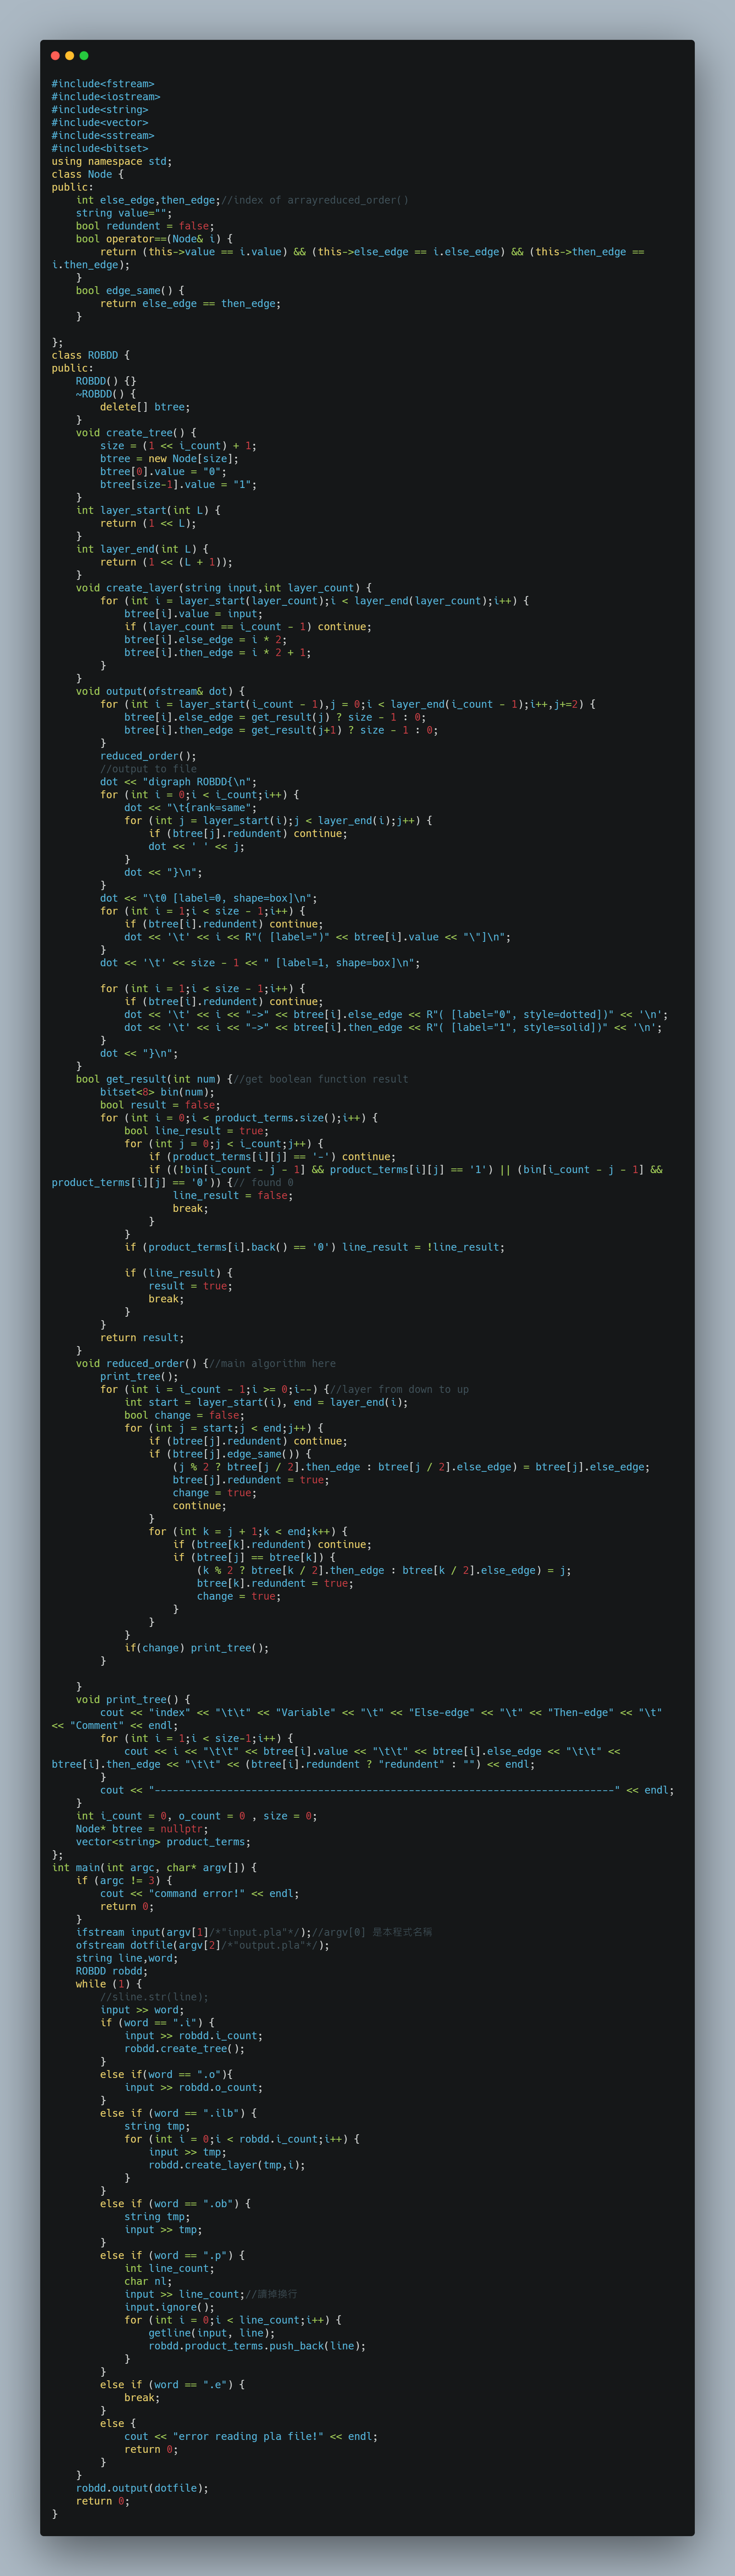 #include<fstream>
#include<iostream>
#include<string>
#include<vector>
#include<sstream>
#include<bitset>
using namespace std;
class Node {
public:
    int else_edge,then_edge;//index of arrayreduced_order()
    string value="";
    bool redundent = false;
    bool operator==(Node& i) {
        return (this->value == i.value) && (this->else_edge == i.else_edge) && (this->then_edge ==
i.then_edge);
    }
    bool edge_same() {
        return else_edge == then_edge;
    }

};
class ROBDD {
public:
    ROBDD() {}
    ~ROBDD() {
        delete[] btree;
    }
    void create_tree() {
        size = (1 << i_count) + 1;
        btree = new Node[size];
        btree[0].value = "0";
        btree[size-1].value = "1";
    }
    int layer_start(int L) {
        return (1 << L);
    }
    int layer_end(int L) {
        return (1 << (L + 1));
    }
    void create_layer(string input,int layer_count) {
        for (int i = layer_start(layer_count);i < layer_end(layer_count);i++) {
            btree[i].value = input;
            if (layer_count == i_count - 1) continue;
            btree[i].else_edge = i * 2;
            btree[i].then_edge = i * 2 + 1;
        }
    }
    void output(ofstream& dot) {
        for (int i = layer_start(i_count - 1),j = 0;i < layer_end(i_count - 1);i++,j+=2) {
            btree[i].else_edge = get_result(j) ? size - 1 : 0;
            btree[i].then_edge = get_result(j+1) ? size - 1 : 0;
        }
        reduced_order();
        //output to file
        dot << "digraph ROBDD{\n";
        for (int i = 0;i < i_count;i++) {
            dot << "\t{rank=same";
            for (int j = layer_start(i);j < layer_end(i);j++) {
                if (btree[j].redundent) continue;
                dot << ' ' << j;
            }
            dot << "}\n";
        }
        dot << "\t0 [label=0, shape=box]\n";
        for (int i = 1;i < size - 1;i++) {
            if (btree[i].redundent) continue;
            dot << '\t' << i << R"( [label=")" << btree[i].value << "\"]\n";
        }
        dot << '\t' << size - 1 << " [label=1, shape=box]\n";

        for (int i = 1;i < size - 1;i++) {
            if (btree[i].redundent) continue;
            dot << '\t' << i << "->" << btree[i].else_edge << R"( [label="0", style=dotted])" << '\n';
            dot << '\t' << i << "->" << btree[i].then_edge << R"( [label="1", style=solid])" << '\n';
        }
        dot << "}\n";
    }
    bool get_result(int num) {//get boolean function result
        bitset<8> bin(num);
        bool result = false;
        for (int i = 0;i < product_terms.size();i++) {
            bool line_result = true;
            for (int j = 0;j < i_count;j++) {
                if (product_terms[i][j] == '-') continue;
                if ((!bin[i_count - j - 1] && product_terms[i][j] == '1') || (bin[i_count - j - 1] &&
product_terms[i][j] == '0')) {// found 0
                    line_result = false;
                    break;
                }
            }
            if (product_terms[i].back() == '0') line_result = !line_result;

            if (line_result) {
                result = true;
                break;
            }
        }
        return result;
    }
    void reduced_order() {//main algorithm here
        print_tree();
        for (int i = i_count - 1;i >= 0;i--) {//layer from down to up
            int start = layer_start(i), end = layer_end(i);
            bool change = false;
            for (int j = start;j < end;j++) {
                if (btree[j].redundent) continue;
                if (btree[j].edge_same()) {
                    (j % 2 ? btree[j / 2].then_edge : btree[j / 2].else_edge) = btree[j].else_edge;
                    btree[j].redundent = true;
                    change = true;
                    continue;
                }
                for (int k = j + 1;k < end;k++) {
                    if (btree[k].redundent) continue;
                    if (btree[j] == btree[k]) {
                        (k % 2 ? btree[k / 2].then_edge : btree[k / 2].else_edge) = j;
                        btree[k].redundent = true;
                        change = true;
                    }
                }
            }
            if(change) print_tree();
        }

    }
    void print_tree() {
        cout << "index" << "\t\t" << "Variable" << "\t" << "Else-edge" << "\t" << "Then-edge" << "\t"
<< "Comment" << endl;
        for (int i = 1;i < size-1;i++) {
            cout << i << "\t\t" << btree[i].value << "\t\t" << btree[i].else_edge << "\t\t" <<
btree[i].then_edge << "\t\t" << (btree[i].redundent ? "redundent" : "") << endl;
        }
        cout << "----------------------------------------------------------------------------" << endl;
    }
    int i_count = 0, o_count = 0 , size = 0;
    Node* btree = nullptr;
    vector<string> product_terms;
};
int main(int argc, char* argv[]) {
    if (argc != 3) {
        cout << "command error!" << endl;
        return 0;
    }
    ifstream input(argv[1]/*"input.pla"*/);//argv[0] 是本程式名稱
    ofstream dotfile(argv[2]/*"output.pla"*/);
    string line,word;
    ROBDD robdd;
    while (1) {
        //sline.str(line);
        input >> word;
        if (word == ".i") {
            input >> robdd.i_count;
            robdd.create_tree();
        }
        else if(word == ".o"){
            input >> robdd.o_count;
        }
        else if (word == ".ilb") {
            string tmp;
            for (int i = 0;i < robdd.i_count;i++) {
                input >> tmp;
                robdd.create_layer(tmp,i);
            }
        }
        else if (word == ".ob") {
            string tmp;
            input >> tmp;
        }
        else if (word == ".p") {
            int line_count;
            char nl;
            input >> line_count;//讀掉換行
            input.ignore();
            for (int i = 0;i < line_count;i++) {
                getline(input, line);
                robdd.product_terms.push_back(line);
            }
        }
        else if (word == ".e") {
            break;
        }
        else {
            cout << "error reading pla file!" << endl;
            return 0;
        }
    }
    robdd.output(dotfile);
    return 0;
}